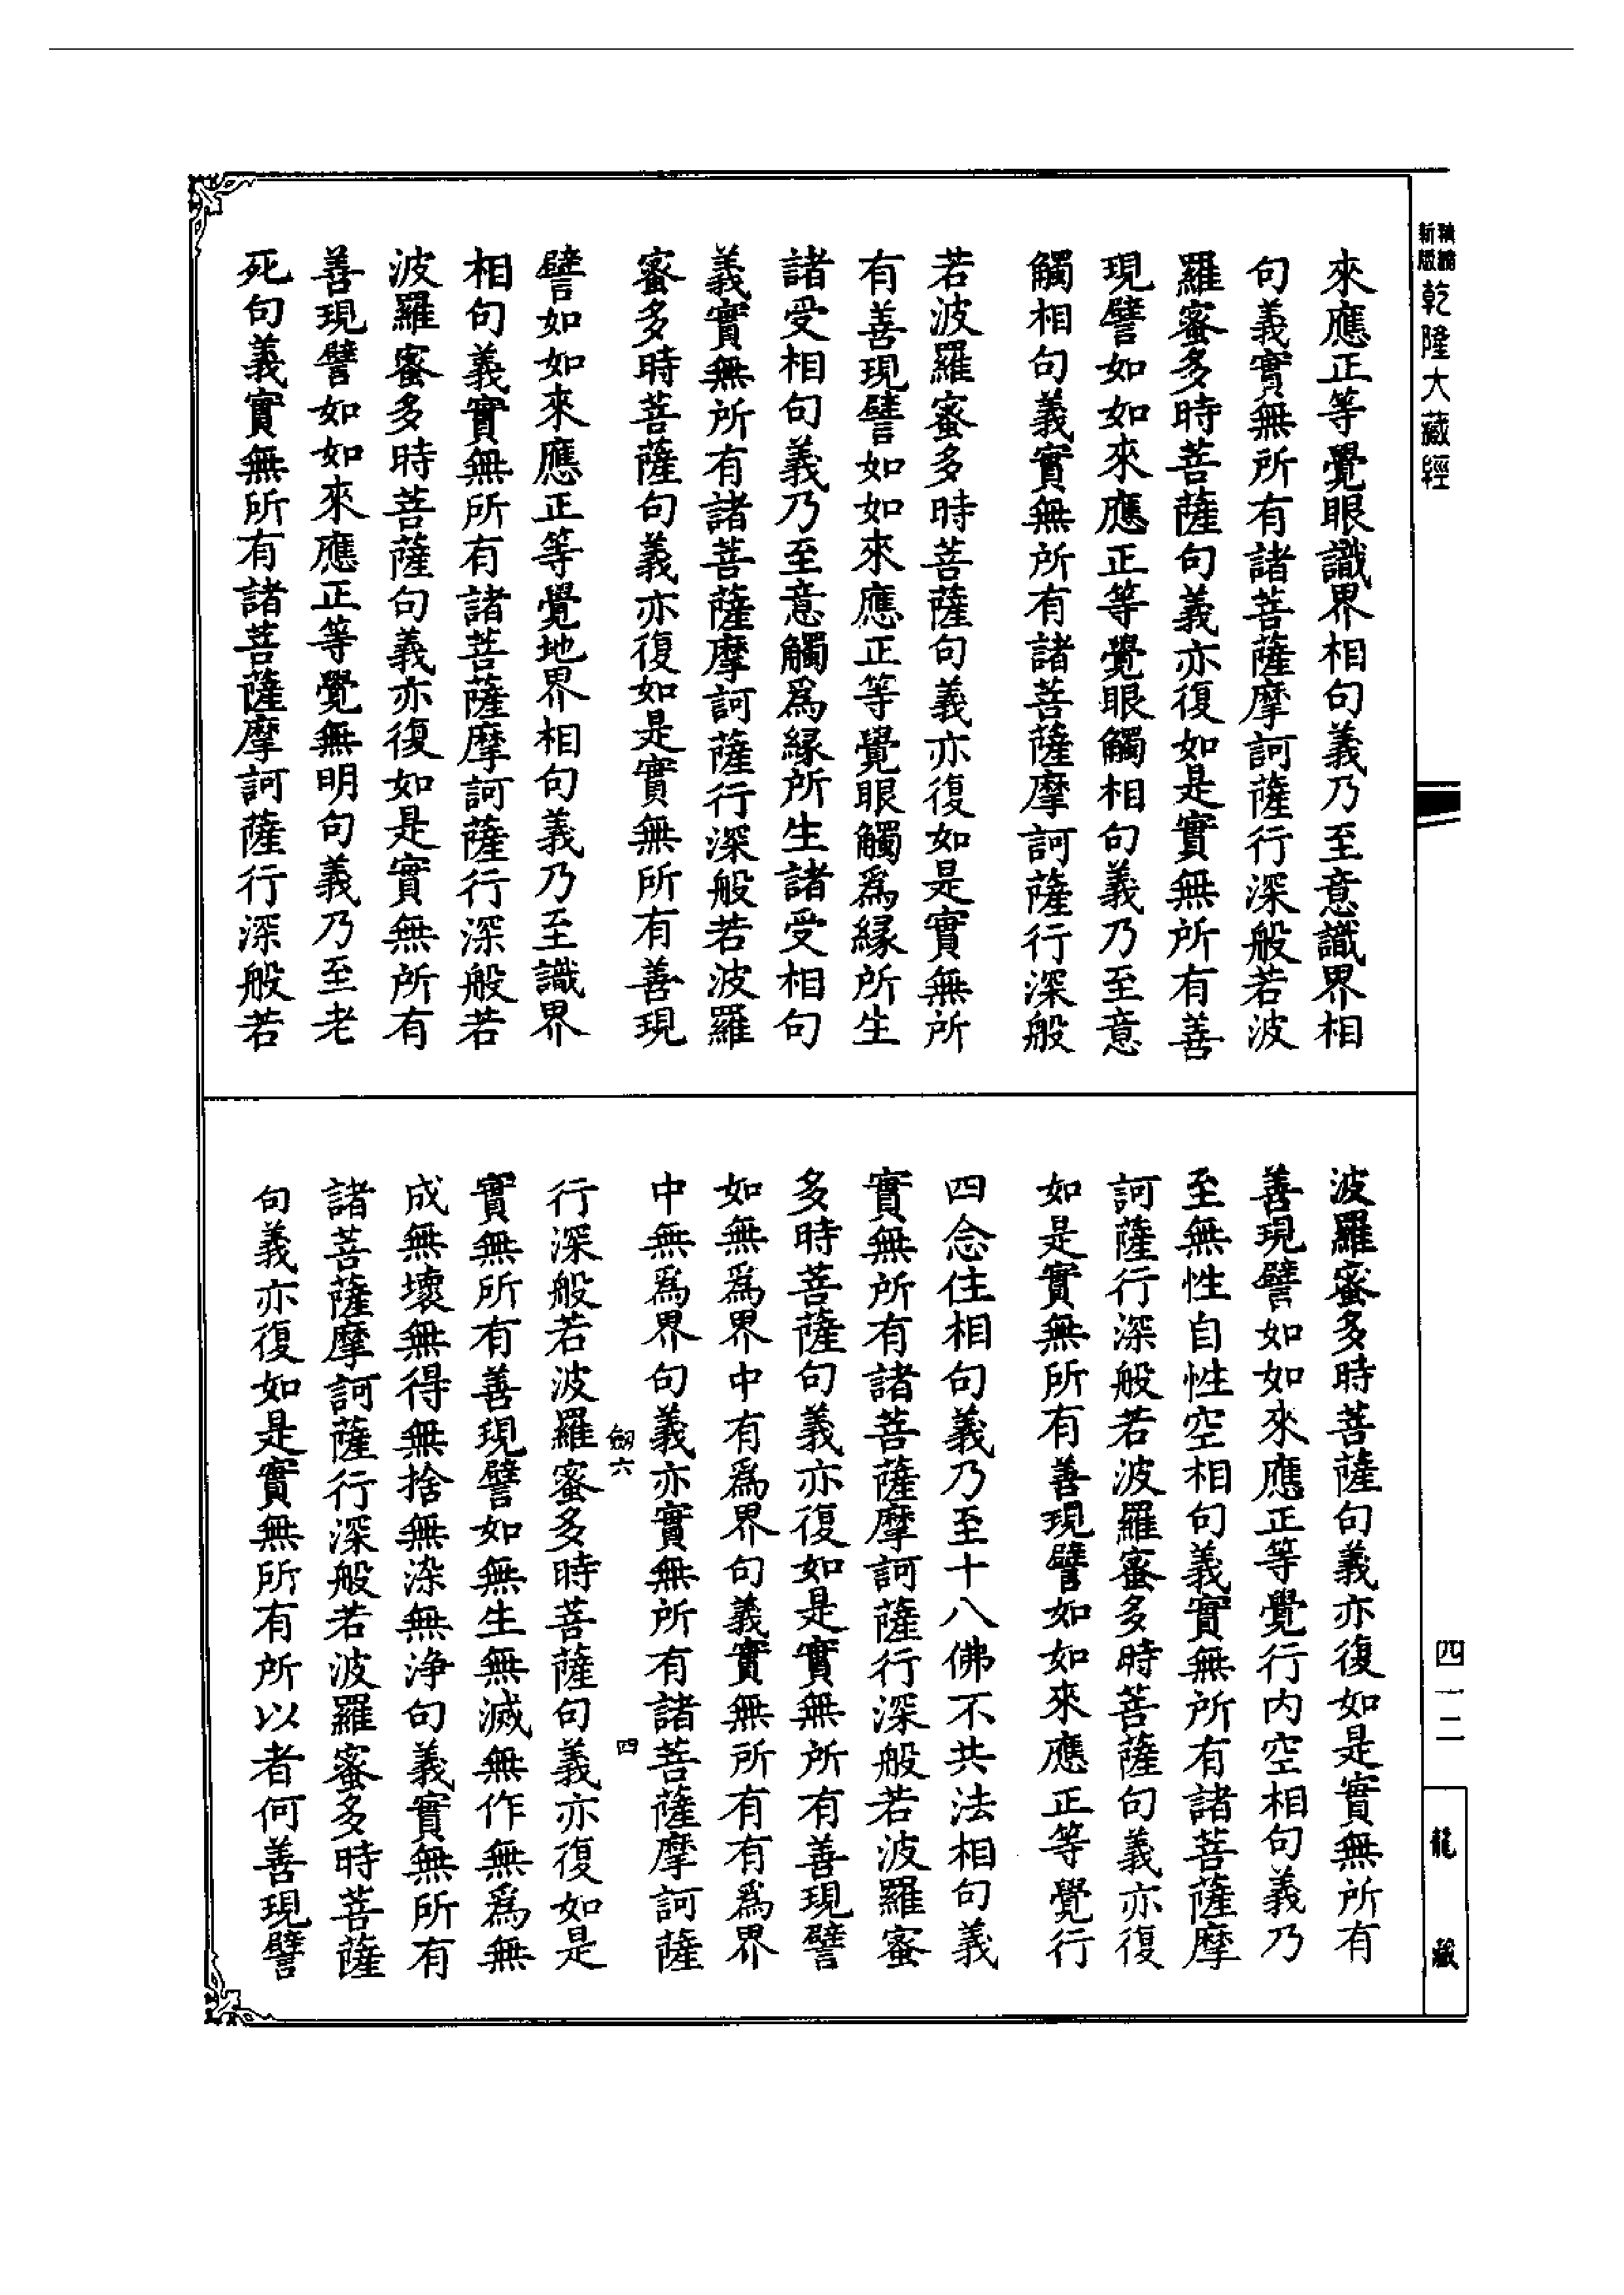 精縮新版乾隆大藏經
來應正等覺眼識界相句義乃至意識界相
句義實無所有諸菩薩摩訶薩行深般若波
羅蜜多時菩薩句義亦復如是實無所有善
現譬如如來應正等覺眼觸相句義乃至意
觸相句義實無所有諸菩薩摩訶薩行深般
若波羅蜜多時菩薩句義亦復如是實無所
有善現譬如如來應正等覺眼觸爲緣所生
諸受相句義乃至意觸爲緣所生諸受相句
義實無所有諸菩薩摩訶薩行深般若波羅
蜜多時菩薩句義亦復如是實無所有善現
譬如如來應正等覺地界相句義乃至識界
相句義實無所有諸菩薩摩訶薩行深般若
波羅蜜多時菩薩句義亦復如是實無所有
善現譬如如來應正等覺無明句義乃至老
死句義實無所有諸菩薩摩訶薩行深般若
波羅蜜多時菩薩句義亦復如是實無所有
善現譬如如來應正等覺行内空相句義乃
至無性自性空相句義實無所有諸菩薩摩
訶薩行深般若波羅蜜多時菩薩句義亦復
如是實無所有善現譬如如來應正等覺行
四念住相句義乃至十八佛不共法相句義
實無所有諸菩薩摩訶薩行深般若波羅蜜
多時菩薩句義亦復如是實無所有善現譬
如無爲界中有爲界句義實無所有有爲界
中無爲界句義亦實無所有諸菩薩摩訶薩
劒六
四
行深般若波羅蜜多時菩薩句義亦復如是
實無所有善現譬如無生無滅無作無爲無
成無壞無得無捨無染無淨句義實無所有
諸菩薩摩訶薩行深般若波羅蜜多時菩薩
句義亦復如是實無所有所以者何善現譬
四一二
龍藏